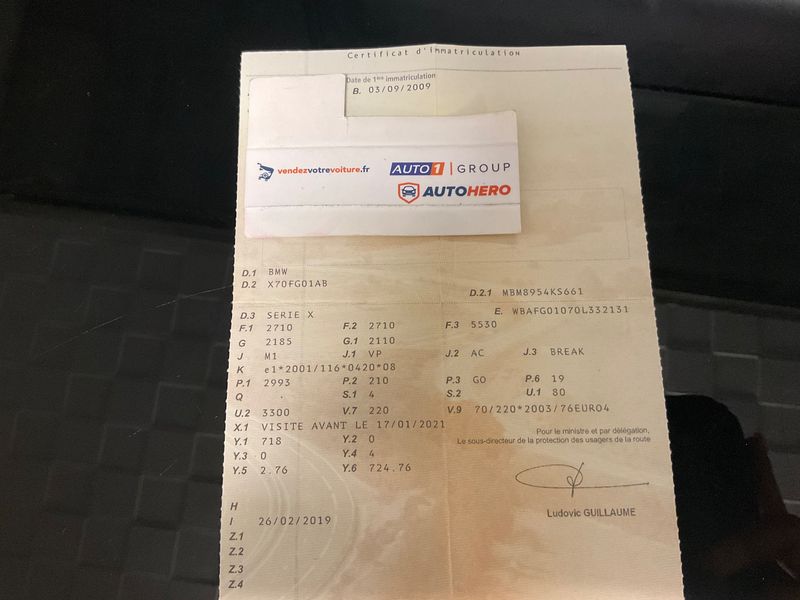 Certificat d'Immatriculation
Date de 1ère immatriculation
B. 03/09/2009
vendezvotrevoiture.fr AUTO1 | GROUP
AUTOHERO
D.1 BMW
D.2 X70FG01AB D.2.1 MBM8954KS661
D.3 SERIE X E. WBAFG01070L332131
F.1 2710 F.2 2710 F.3 5530
G 2185 G.1 2110
J M1 J.1 VP J.2 AC J.3 BREAK
K e1*2001/116*0420*08
P.1 2993 P.2 210 P.3 GO P.6 19
Q . S.1 4 S.2 U.1 80
U.2 3300 V.7 220 V.9 70/220*2003/76EURO4
X.1 VISITE AVANT LE 17/01/2021
Pour le ministre et par délégation,
Le sous-directeur de la protection des usagers de la route
Y.1 718 Y.2 0
Y.3 0 Y.4 4
Y.5 2.76 Y.6 724.76
H
Ludovic GUILLAUME
I 26/02/2019
Z.1
Z.2
Z.3
Z.4